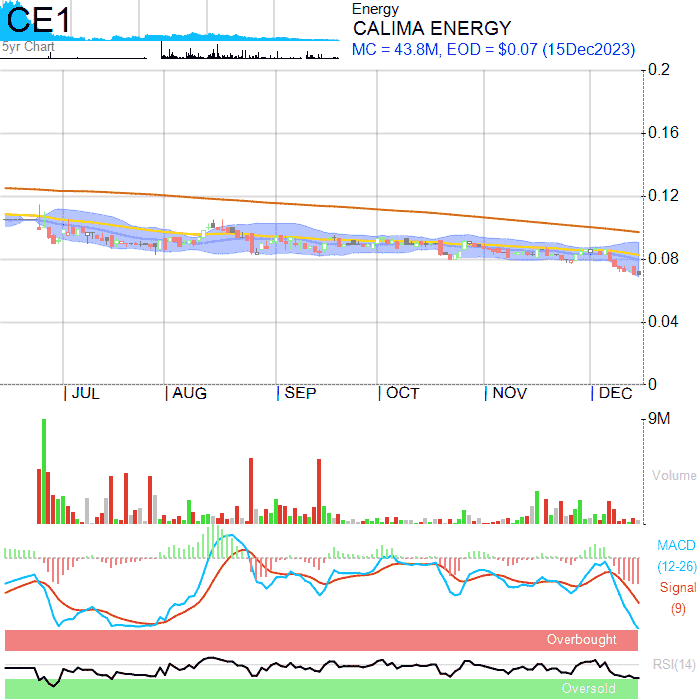 CE1
5yr Chart
Energy
CALIMA ENERGY
MC = 43.8M, EOD = $0.07 (15Dec2023)
0.2
0.16
0.12
0.08
0.04
0
| JUL | AUG | SEP | OCT | NOV | DEC
9M
Volume
MACD
(12-26)
Signal
(9)
Overbought
RSI(14)
Oversold